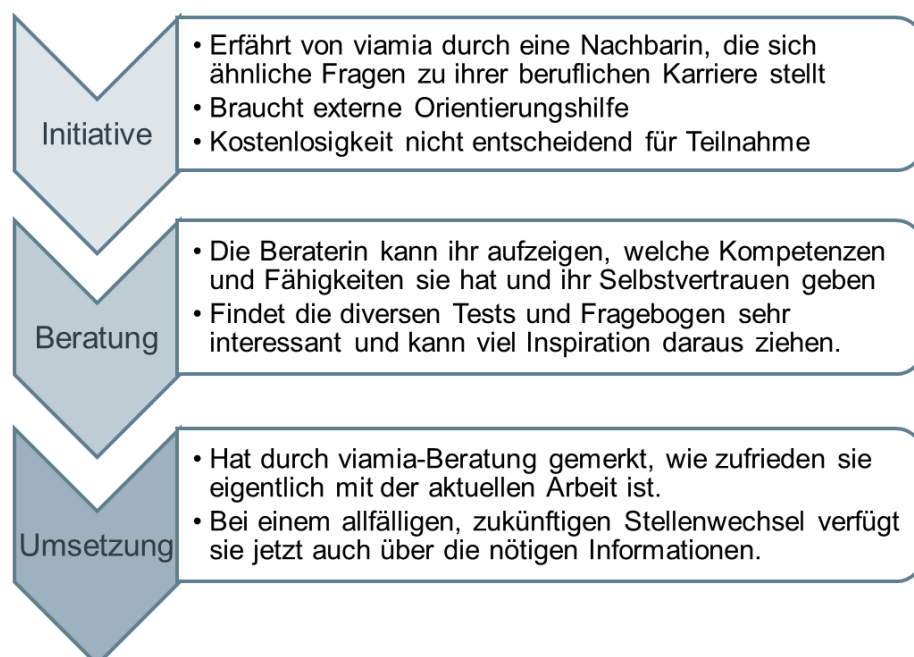 Initiative
• Erfährt von viamia durch eine Nachbarin, die sich
ähnliche Fragen zu ihrer beruflichen Karriere stellt
• Braucht externe Orientierungshilfe
• Kostenlosigkeit nicht entscheidend für Teilnahme
Beratung
• Die Beraterin kann ihr aufzeigen, welche Kompetenzen
und Fähigkeiten sie hat und ihr Selbstvertrauen geben
• Findet die diversen Tests und Fragebogen sehr
interessant und kann viel Inspiration daraus ziehen.
Umsetzung
• Hat durch viamia-Beratung gemerkt, wie zufrieden sie
eigentlich mit der aktuellen Arbeit ist.
• Bei einem allfälligen, zukünftigen Stellenwechsel verfügt
sie jetzt auch über die nötigen Informationen.